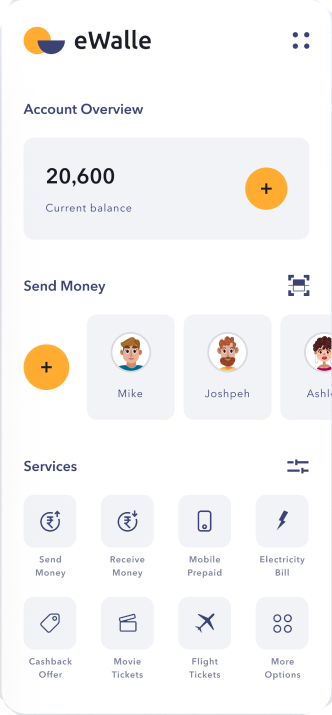 eWalle
Account Overview
20,600
Current balance
Send Money
Mike
Joshpeh
Services
Send
Money
Receive
Money
Mobile
Prepaid
Electricity
Bill
Cashback
Offer
Movie
Tickets
Flight
Tickets
More
Options